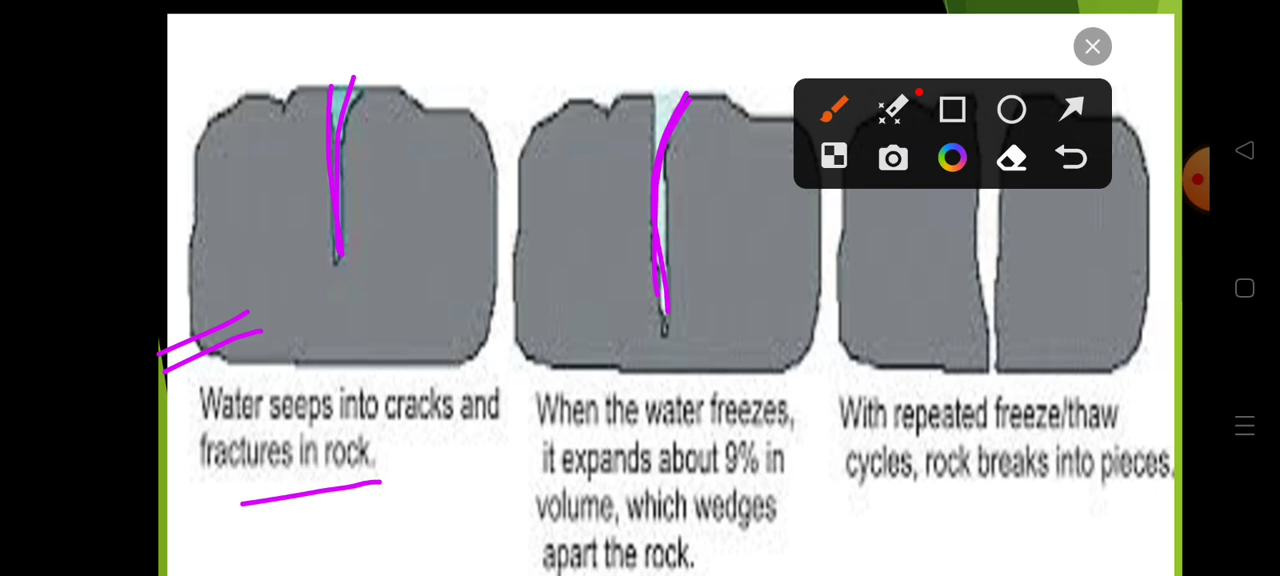 Water seeps into cracks and
fractures in rock.
When the water freezes,
it expands about 9% in
volume, which wedges
apart the rock.
With repeated freeze/thaw
cycles, rock breaks into pieces.